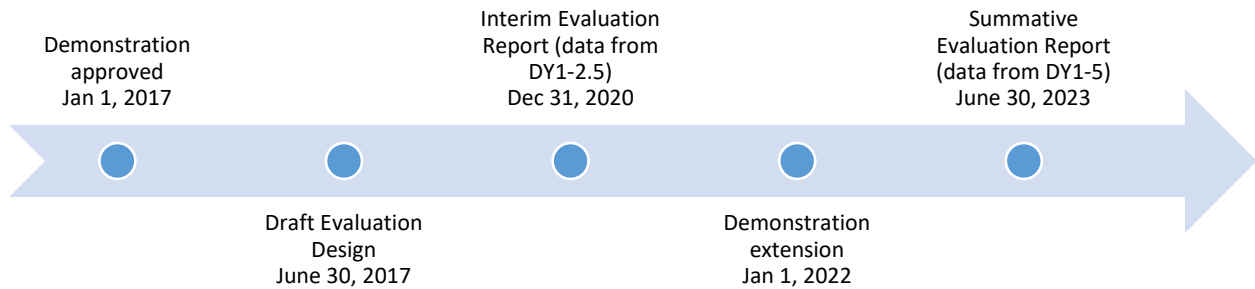 Demonstration
approved
Jan 1, 2017
Draft Evaluation
Design
June 30, 2017
Interim Evaluation
Report (data from
DY1-2.5)
Dec 31, 2020
Demonstration
extension
Jan 1, 2022
Summative
Evaluation Report
(data from DY1-5)
June 30, 2023